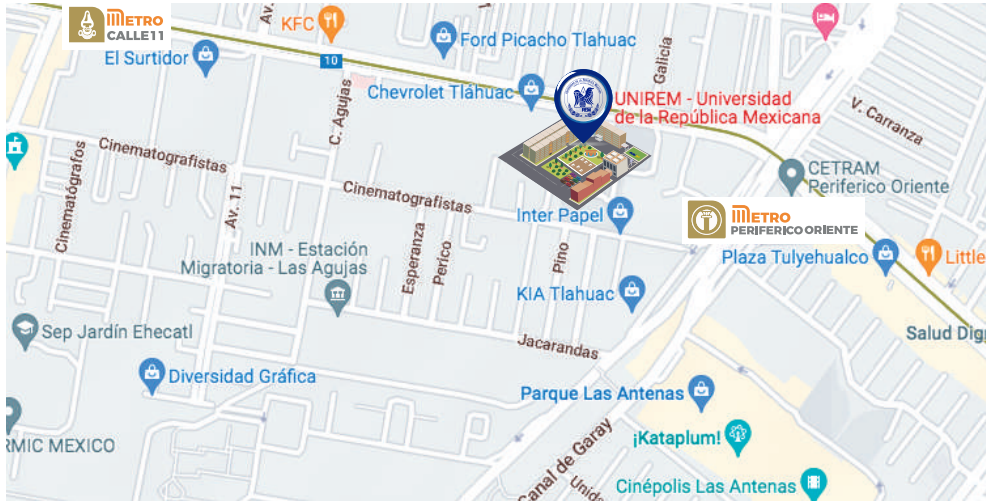 METRO
CALLE11
KFC
Ford Picacho Tlahuac
El Surtidor
10
Galicia
Chevrolet Tláhuac
UNIREM - Universidad
de la República Mexicana
V. Carranza
C. Agujas
Cinematografistas
Cinematógrafos
Av. 11
CETRAM
Periferico Oriente
Cinematografistas
Inter Papel
METRO
PERIFERICO ORIENTE
INM - Estación
Migratoria - Las Agujas
Esperanza
Perico
Pino
Plaza Tulyehualco
Little
KIA Tlahuac
Sep Jardín Ehecatl
Salud Dig
Jacarandas
Diversidad Gráfica
Parque Las Antenas
RMIC MEXICO
¡Kataplum!
Canal de Garay
Unida
Cinépolis Las Antenas